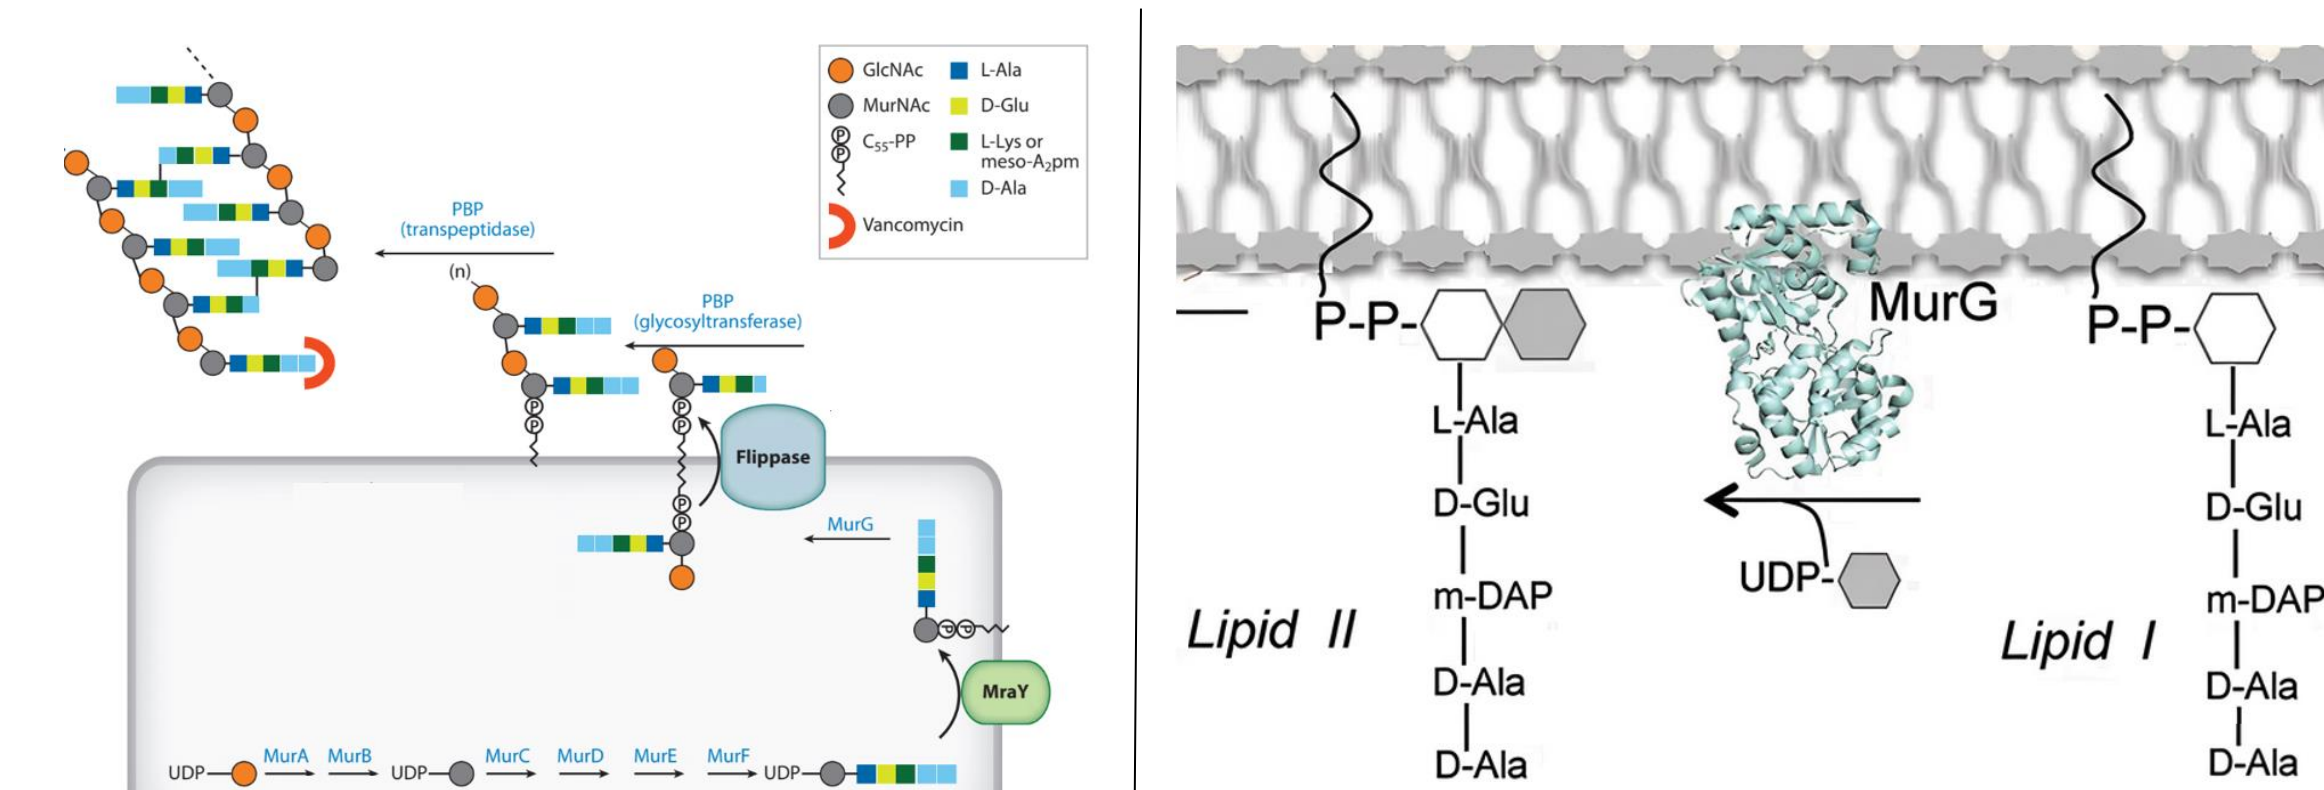 GlcNAc
MurNAc
C₅₅-PP
P
P
Vancomycin
L-Ala
D-Glu
L-Lys or
meso-A₂pm
D-Ala
PBP
(transpeptidase)
(n)
PBP
(glycosyltransferase)
P
P
P
P
Flippase
P
P
MurG
P P
MraY
UDP
MurA
MurB
UDP
MurC
MurD
MurE
MurF
UDP
P-P-
L-Ala
D-Glu
m-DAP
D-Ala
D-Ala
Lipid II
MurG
UDP-
P-P-
L-Ala
D-Glu
m-DAP
D-Ala
D-Ala
Lipid I